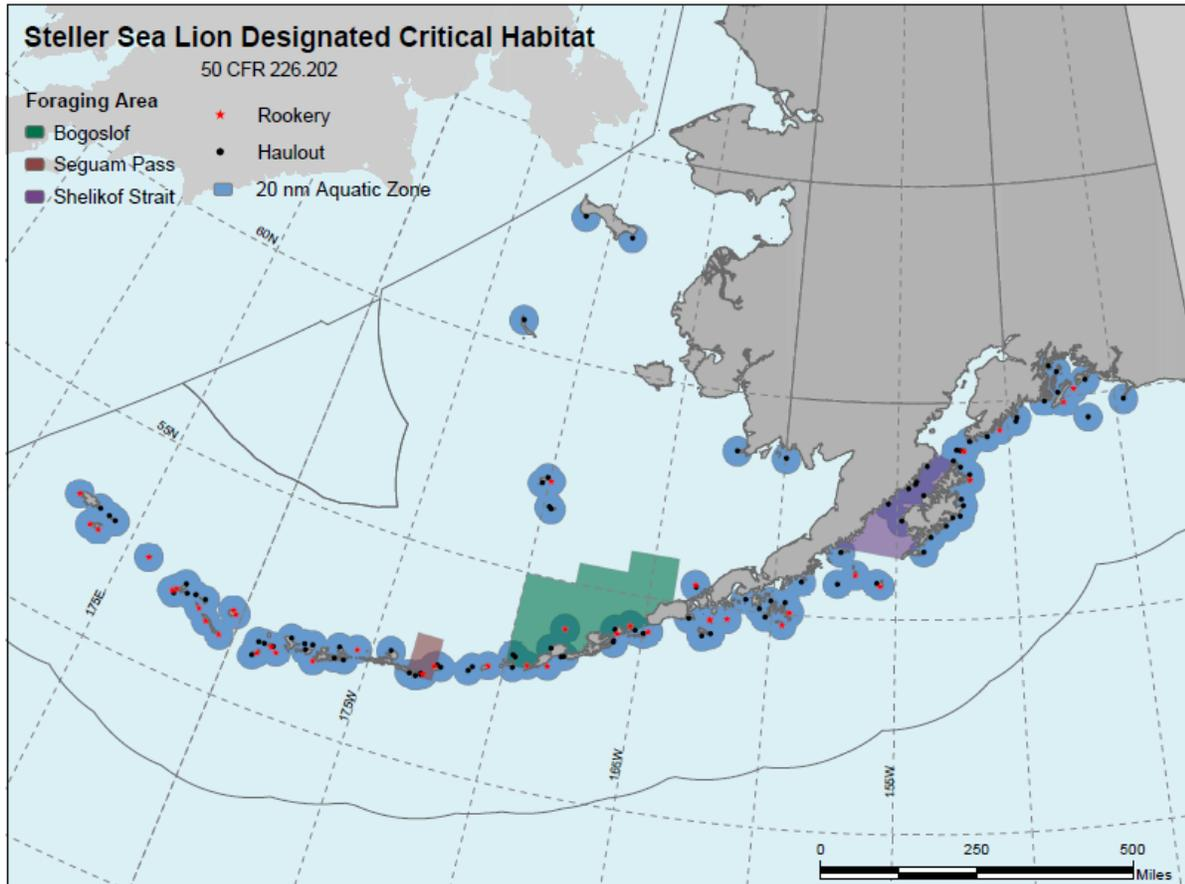 Steller Sea Lion Designated Critical Habitat
50 CFR 226.202
Foraging Area
Bogoslof
Seguam Pass
Shelikof Strait
Rookery
Haulout
20 nm Aquatic Zone
60N
55N
175E
175W
165W
155W
0 250 500
Miles